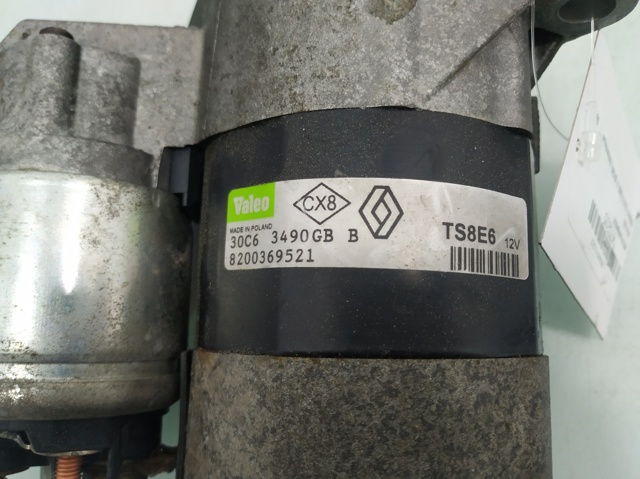 Valeo
CX8
MADE IN POLAND
30C6 3490GB B
8200369521
TS8E6 12V